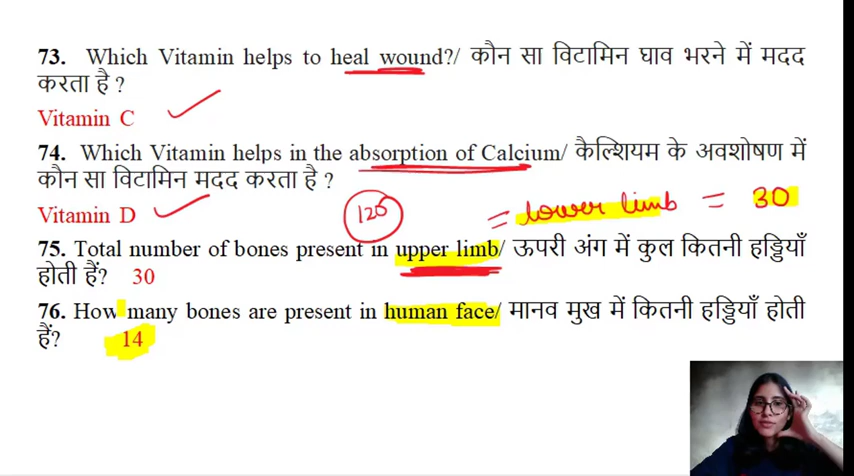 73. Which Vitamin helps to heal wound?/ कौन सा विटामिन घाव भरने में मदद
करता है ?
Vitamin C
74. Which Vitamin helps in the absorption of Calcium/ कैल्शियम के अवशोषण में
कौन सा विटामिन मदद करता है ?
Vitamin D
= lower limb = 30
75. Total number of bones present in upper limb/ ऊपरी अंग में कुल कितनी हड्डियाँ
होती हैं? 30
76. How many bones are present in human face/ मानव मुख में कितनी हड्डियाँ होती
हैं? 14